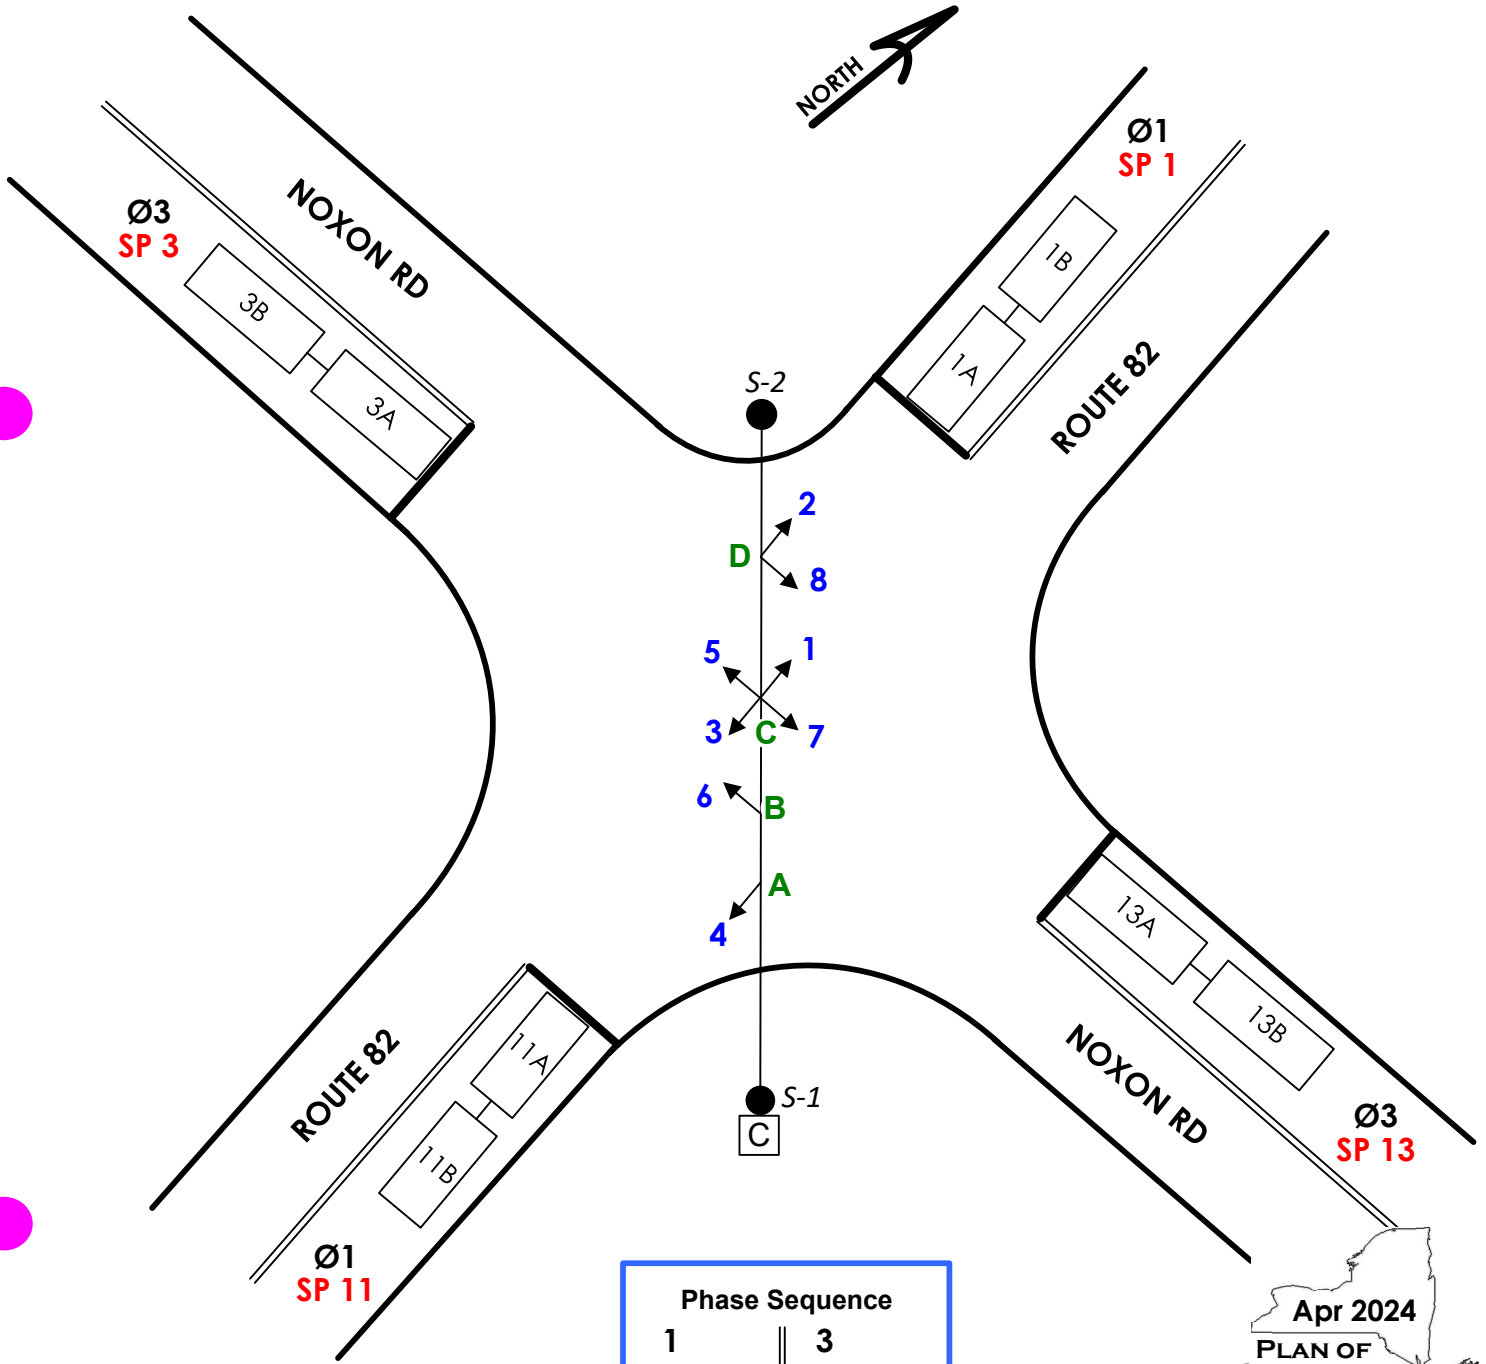 NORTH
Ø1
SP 1
Ø3
SP 3
NOXON RD
1B
3B
1A
ROUTE 82
3A
S-2
2
D
8
5
1
3
C
7
6
B
A
4
13A
13B
11A
ROUTE 82
11B
NOXON RD
S-1
C
Ø3
SP 13
Ø1
SP 11
Phase Sequence
1 3
Apr 2024
PLAN OF